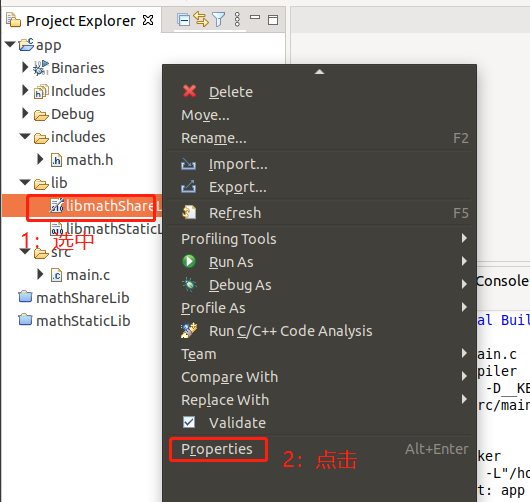 Project Explorer
app
Binaries
Includes
Debug
includes
math.h
lib
libmathShareL
libmathStaticL
1：选中
src
main.c
mathShareLib
mathStaticLib
Delete
Move...
Rename... F2
Import...
Export...
Refresh F5
Profiling Tools
Run As
Debug As
Profile As
Run C/C++ Code Analysis
Team
Compare With
Replace With
Validate
Properties Alt+Enter
2：点击
Console
al Buil
ain.c
piler
-D__KE
rc/main
ker
-L"/ho
t: app